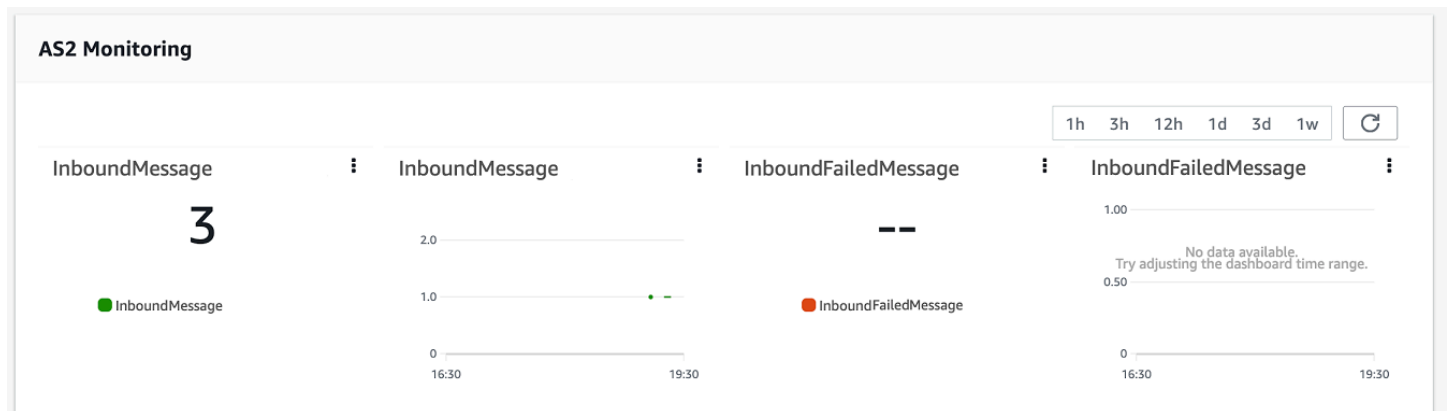 AS2 Monitoring
1h 3h 12h 1d 3d 1w
InboundMessage
3
InboundMessage
InboundMessage
2.0
1.0
0
16:30 19:30
InboundFailedMessage
--
InboundFailedMessage
InboundFailedMessage
1.00
No data available.
Try adjusting the dashboard time range.
0.50
0
16:30 19:30